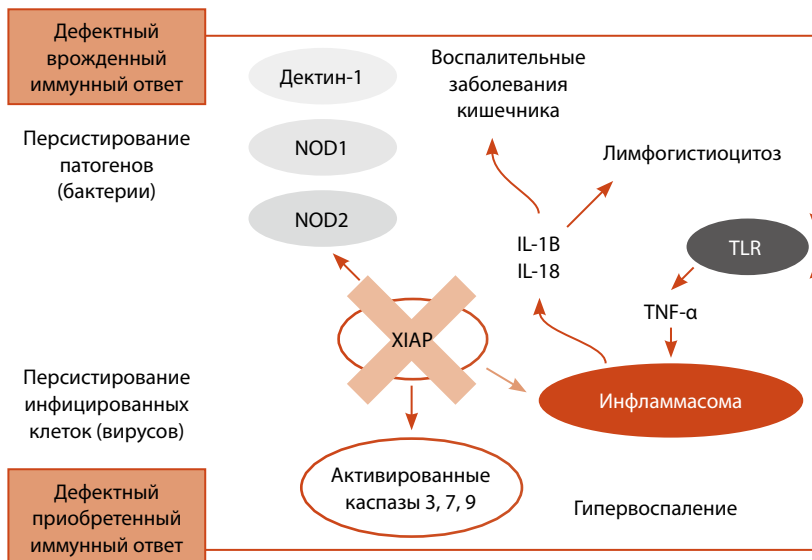 Дефектный
врожденный
иммунный ответ
Дектин-1
Воспалительные
заболевания
кишечника
Персистирование
патогенов
(бактерии)
NOD1
Лимфогистиоцитоз
NOD2
IL-1B
IL-18
TLR
TNF-α
XIAP
Персистирование
инфицированных
клеток (вирусов)
Инфламмасома
Активированные
каспазы 3, 7, 9
Гипервоспаление
Дефектный
приобретенный
иммунный ответ